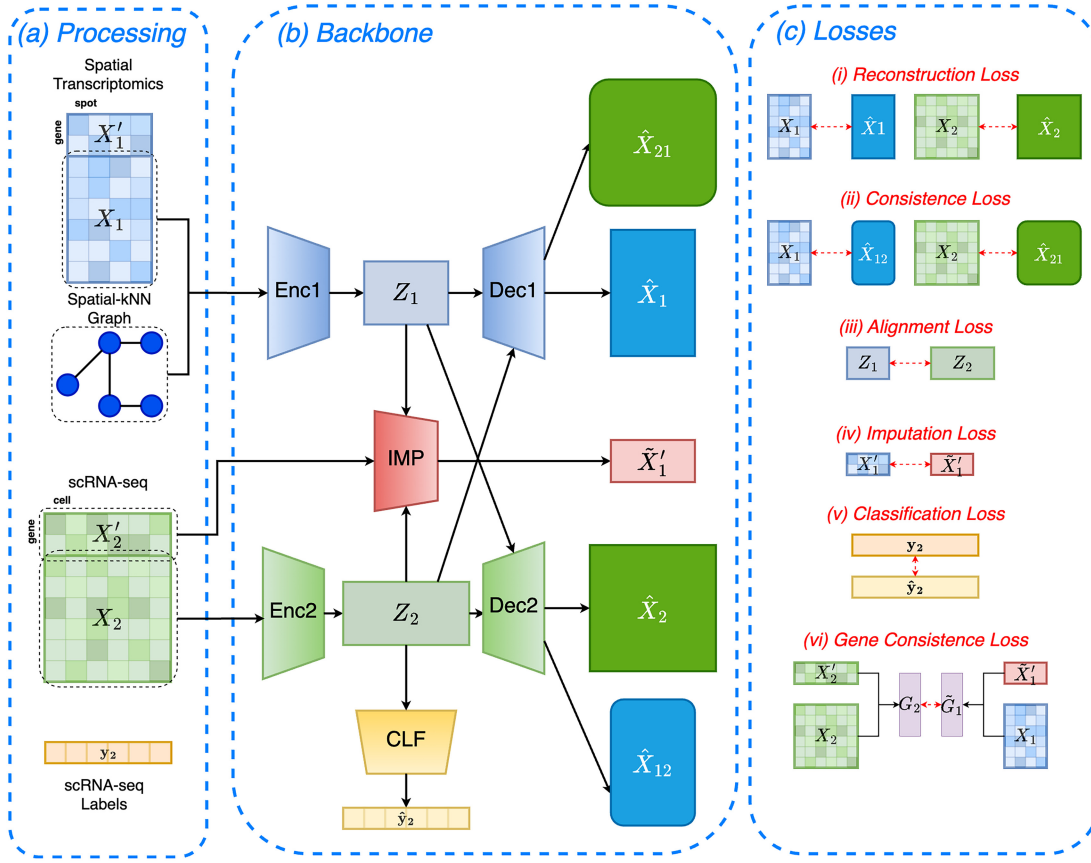 (a) Processing
Spatial
Transcriptomics
spot
gene
X′₁
X₁
Spatial-kNN
Graph
scRNA-seq
cell
gene
X′₂
X₂
y₂
scRNA-seq
Labels
(b) Backbone
X̂₂₁
Enc1
Z₁
Dec1
X̂₁
IMP
X̃′₁
Enc2
Z₂
Dec2
X̂₂
CLF
X̂₁₂
ŷ₂
(c) Losses
(i) Reconstruction Loss
X₁ X̂1 X₂ X̂₂
(ii) Consistence Loss
X₁ X̂₁₂ X₂ X̂₂₁
(iii) Alignment Loss
Z₁ Z₂
(iv) Imputation Loss
X′₁ X̃′₁
(v) Classification Loss
y₂
ŷ₂
(vi) Gene Consistence Loss
X′₂ X̃′₁
G₂ G̃₁
X₂ X₁